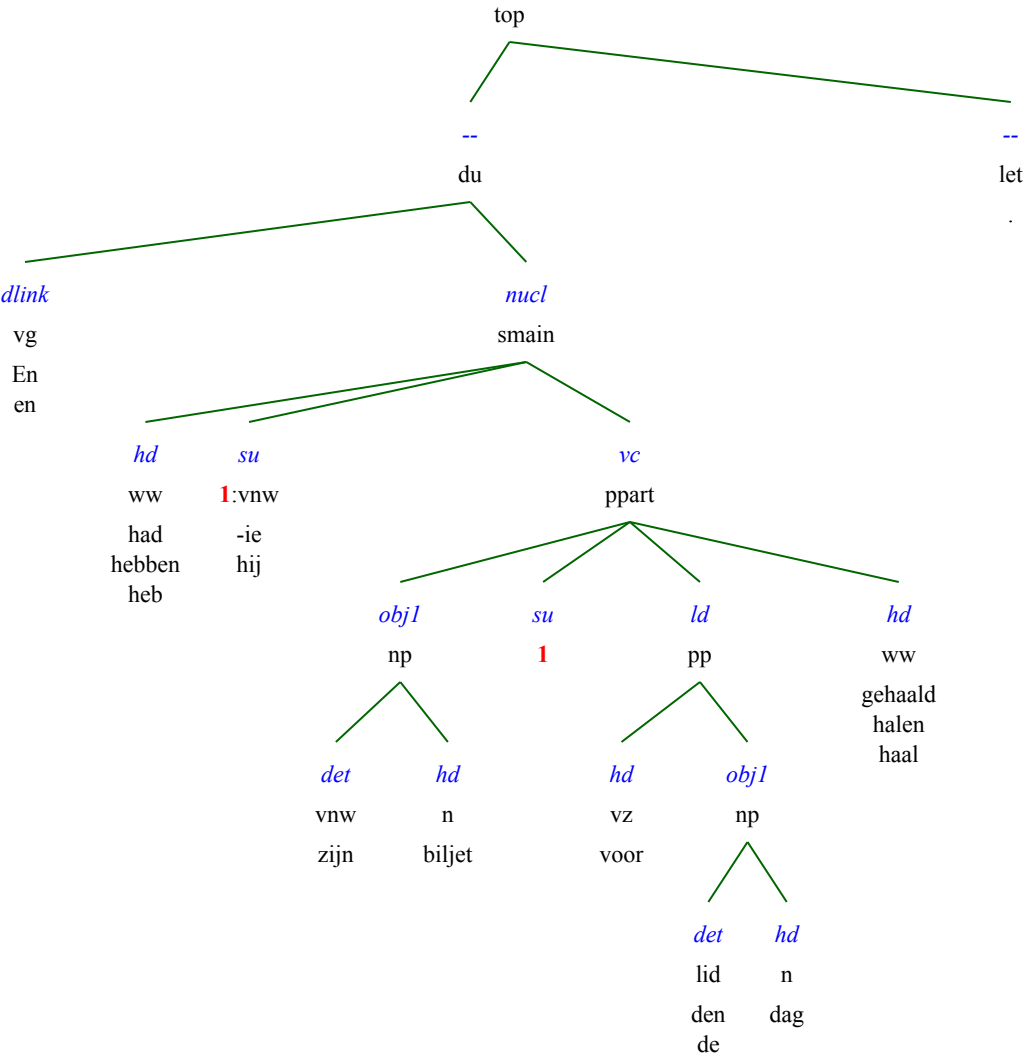 top
-- --
du let
.
dlink nucl
vg smain
En
en
hd su vc
ww 1:vnw ppart
had -ie
hebben hij
heb
obj1 su ld hd
np 1 pp ww
gehaald
halen
haal
det hd hd obj1
vnw n vz np
zijn biljet voor
det hd
lid n
den dag
de